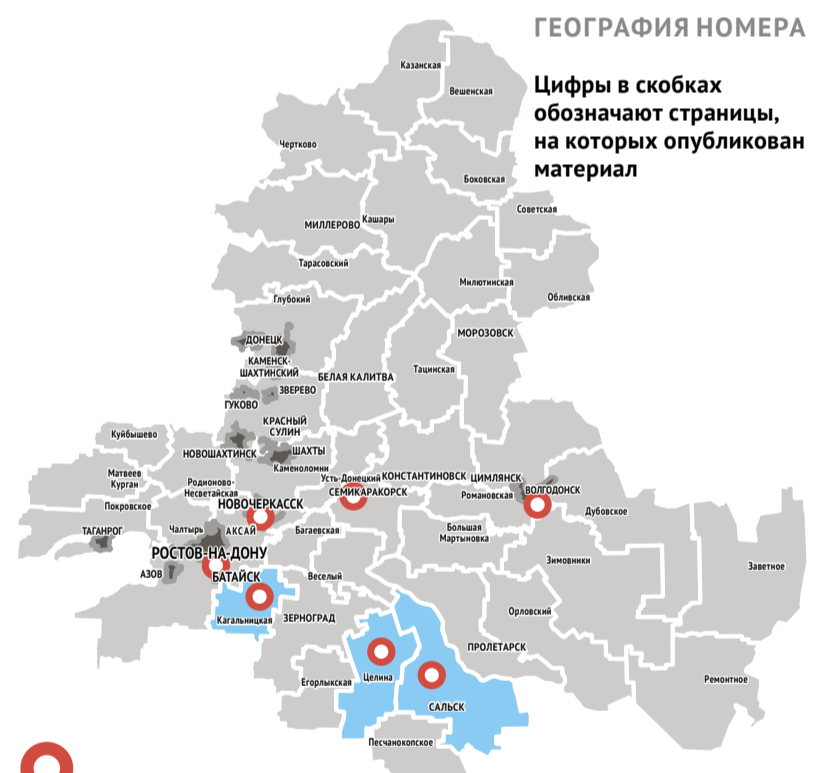 ГЕОГРАФИЯ НОМЕРА
Цифры в скобках
обозначают страницы,
на которых опубликован
материал
Казанская
Вешенская
Чертково
Боковская
Советская
МИЛЛЕРОВО
Кашары
Тарасовский
Милютинская
Обливская
Глубокий
МОРОЗОВСК
ДОНЕЦК
КАМЕНСК-
ШАХТИНСКИЙ
БЕЛАЯ КАЛИТВА
Тацинская
ЗВЕРЕВО
ГУКОВО
КРАСНЫЙ
СУЛИН
Куйбышево
НОВОШАХТИНСК
ШАХТЫ
Каменоломни
Матвеев
Курган
Родионово-
Несветайская
Усть-Донецкий
КОНСТАНТИНОВСК
ЦИМЛЯНСК
СЕМИКАРАКОРСК
Романовская
ВОЛГОДОНСК
Покровское
НОВОЧЕРКАССК
Дубовское
ТАГАНРОГ
Чалтырь
АКСАЙ
Багаевская
Большая
Мартыновка
РОСТОВ-НА-ДОНУ
Зимовники
Заветное
АЗОВ
БАТАЙСК
Веселый
Кагальницкая
ЗЕРНОГРАД
Орловский
ПРОЛЕТАРСК
Егорлыкская
Целина
Ремонтное
САЛЬСК
Песчанокопское